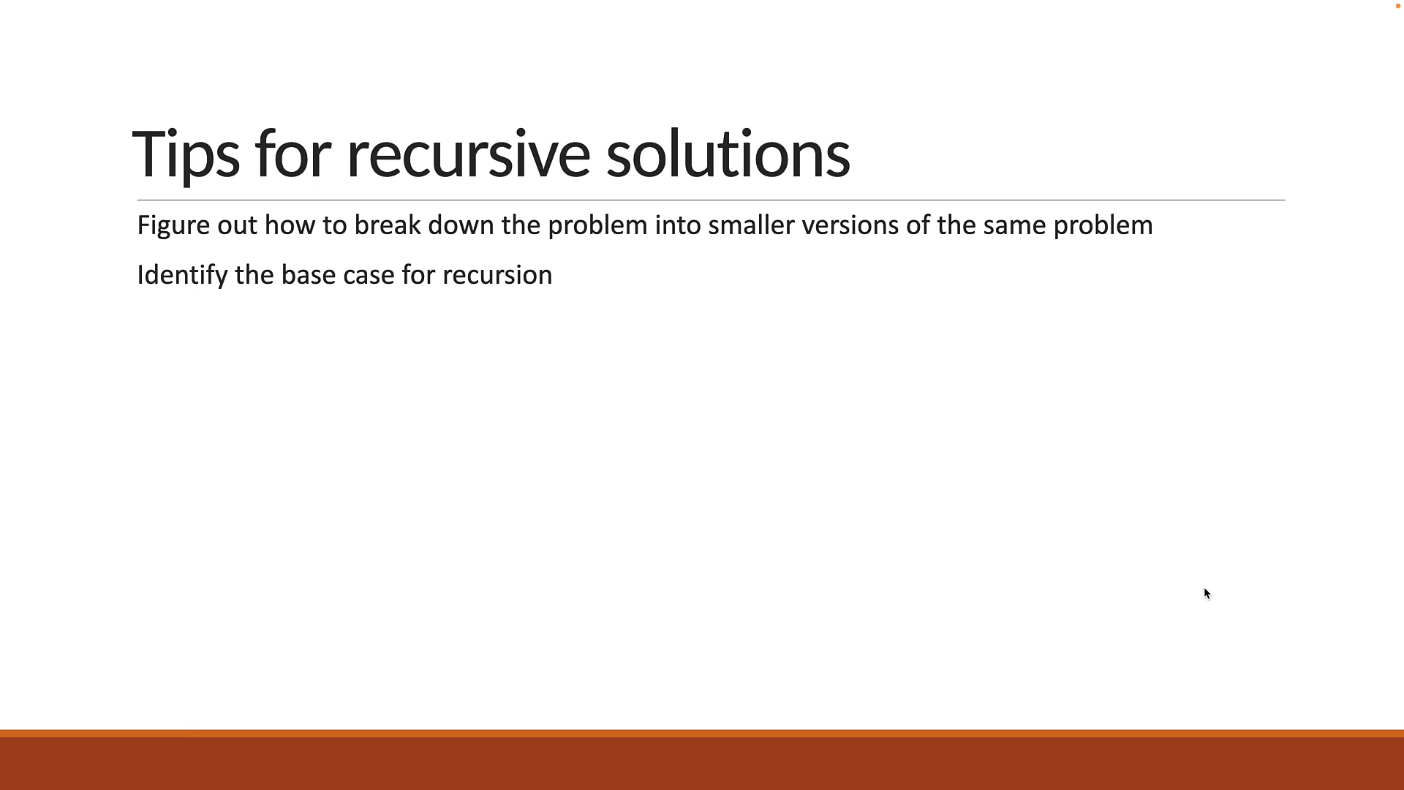 Tips for recursive solutions
Figure out how to break down the problem into smaller versions of the same problem
Identify the base case for recursion